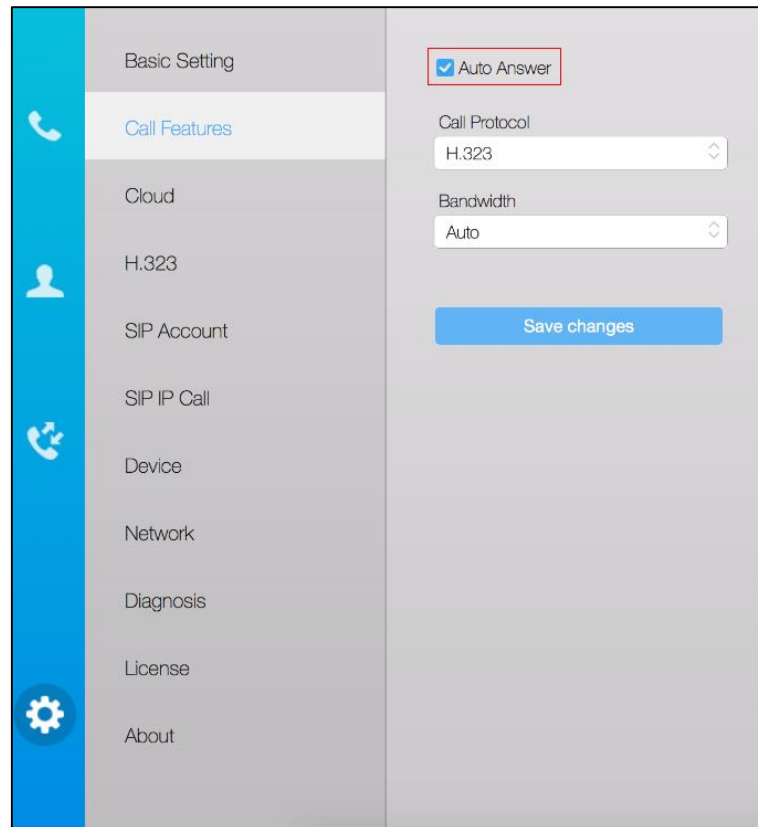 Basic Setting
Call Features
Cloud
H.323
SIP Account
SIP IP Call
Device
Network
Diagnosis
License
About
Auto Answer
Call Protocol
H.323
Bandwidth
Auto
Save changes